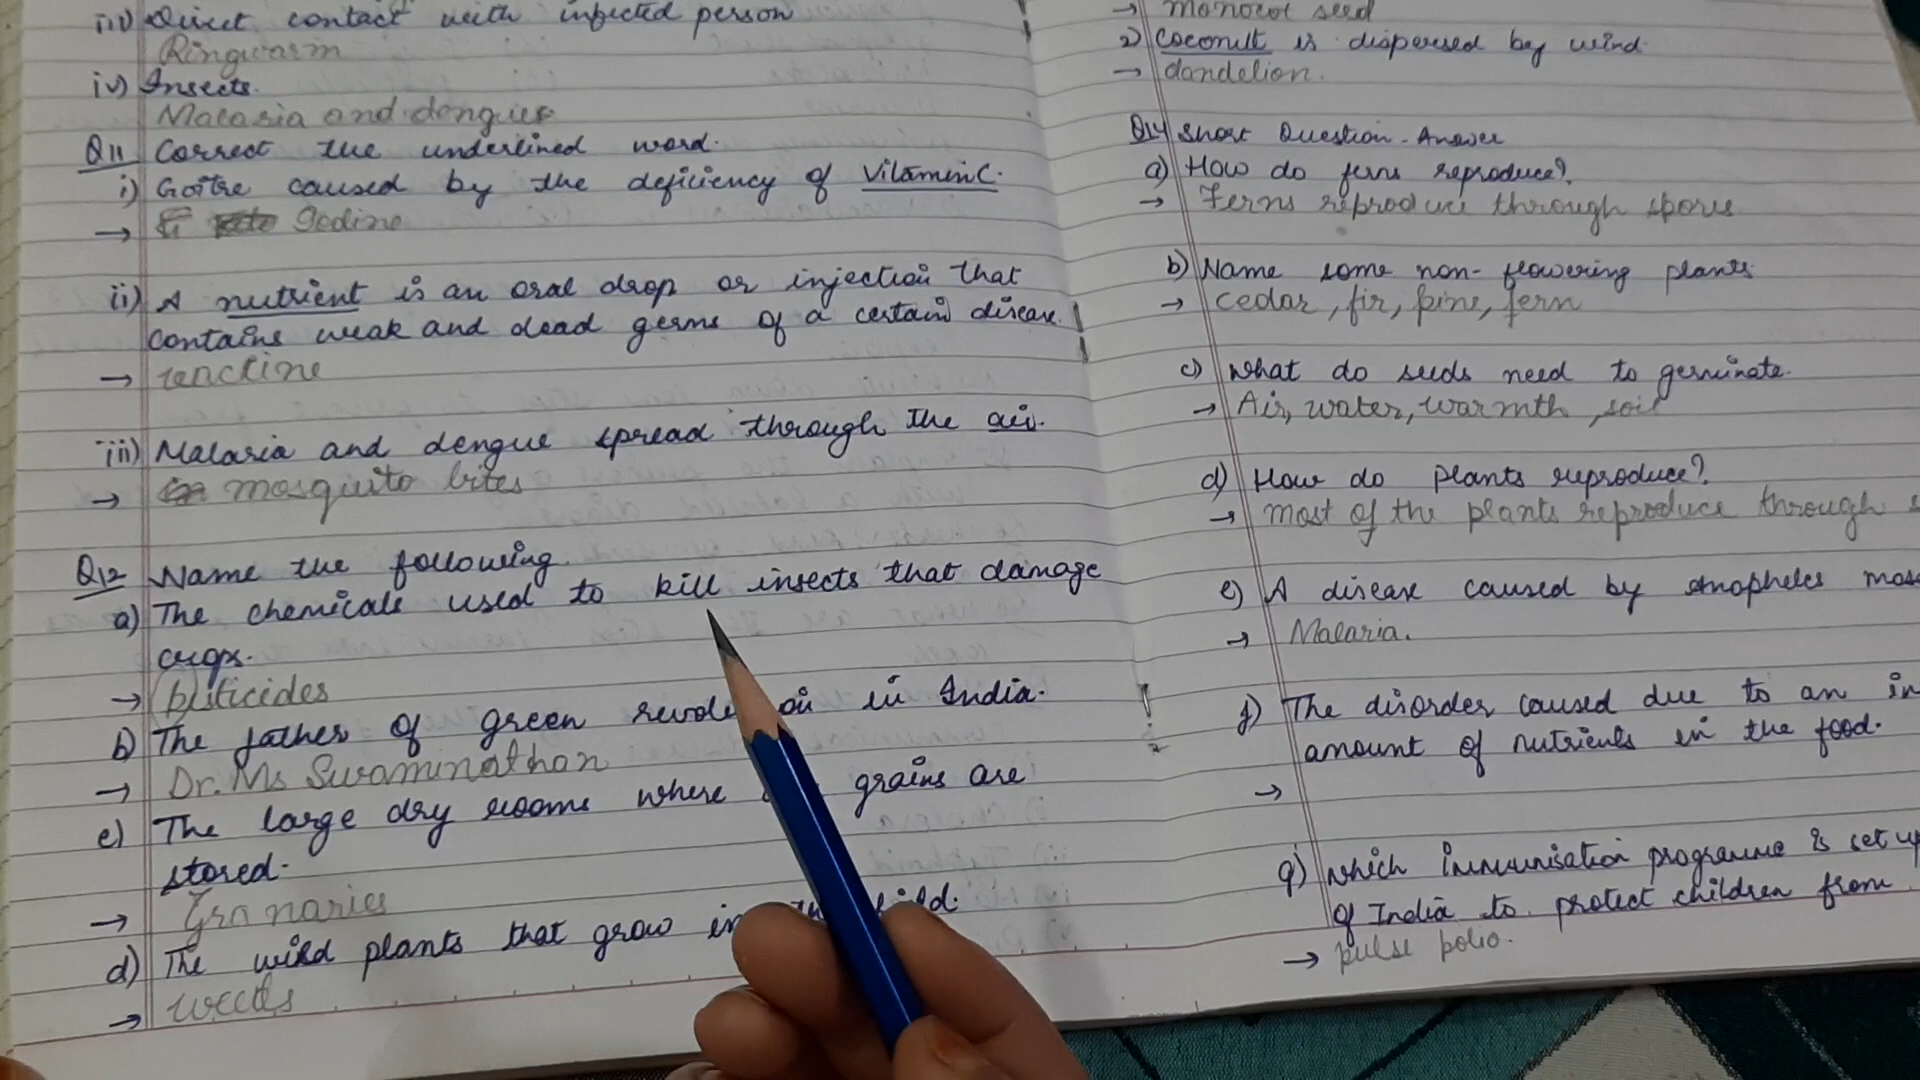 iii) Direct contact with infected person
Ringwarm
iv) Insects.
Malaria and dengue
Q11 Correct the underlined word.
i) Goitre caused by the deficiency of Vitamin C.
→ Iodine
ii) A nutrient is an oral drop or injection that
contains weak and dead germs of a certain disease.
→
iii) Malaria and dengue spread through the air.
→ mosquito bites
Q12 Name the following.
a) The chemicals used to kill insects that damage
crops.
→ pisticides
b) The father of green in India.
→ Dr. Ms Swaminathan
c) The large dry rooms where grains are
stored.
→ Granaries
d) The wild plants that grow in
→ weeds
→ monocot seed
2) Coconult is dispersed by wind.
→ dandelion.
Q14 Short Question - Answer
a) How do ferns reproduce?
→ Ferns reproduce through spores
b) Name some non-flowering plants
→ cedar, fir, pine, fern
c) What do seeds need to germinate.
→ Air, water, warmth, soil
d) How do plants reproduce?
→ most of the plants reproduce through
e) A disease caused by anopheles
→ Malaria.
f) The disorder caused due to an
amount of nutrients in the food.
→
g) Which immunisation programme is set up
of India to protect children from
→ pulse polio.